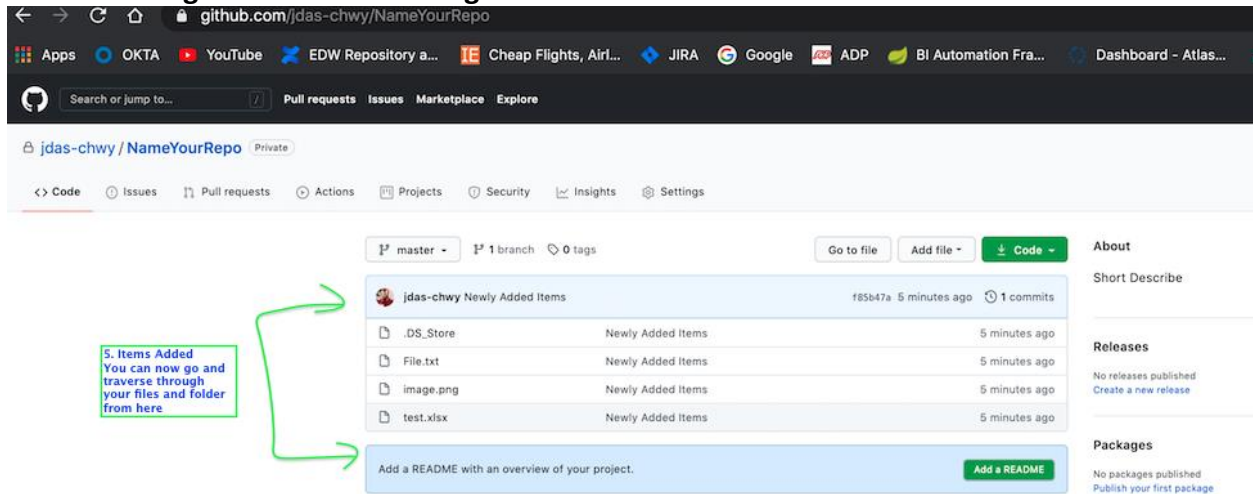 github.com/jdas-chwy/NameYourRepo
Apps OKTA YouTube EDW Repository a... Cheap Flights, Airl... JIRA Google ADP BI Automation Fra... Dashboard - Atlas...
Search or jump to... / Pull requests Issues Marketplace Explore
jdas-chwy / NameYourRepo Private
<> Code Issues Pull requests Actions Projects Security Insights Settings
master 1 branch 0 tags Go to file Add file Code
About
Short Describe
jdas-chwy Newly Added Items f85b47a 5 minutes ago 1 commits
.DS_Store Newly Added Items 5 minutes ago
File.txt Newly Added Items 5 minutes ago
image.png Newly Added Items 5 minutes ago
test.xlsx Newly Added Items 5 minutes ago
5. Items Added
You can now go and
traverse through
your files and folder
from here
Add a README with an overview of your project. Add a README
Releases
No releases published
Create a new release
Packages
No packages published
Publish your first package